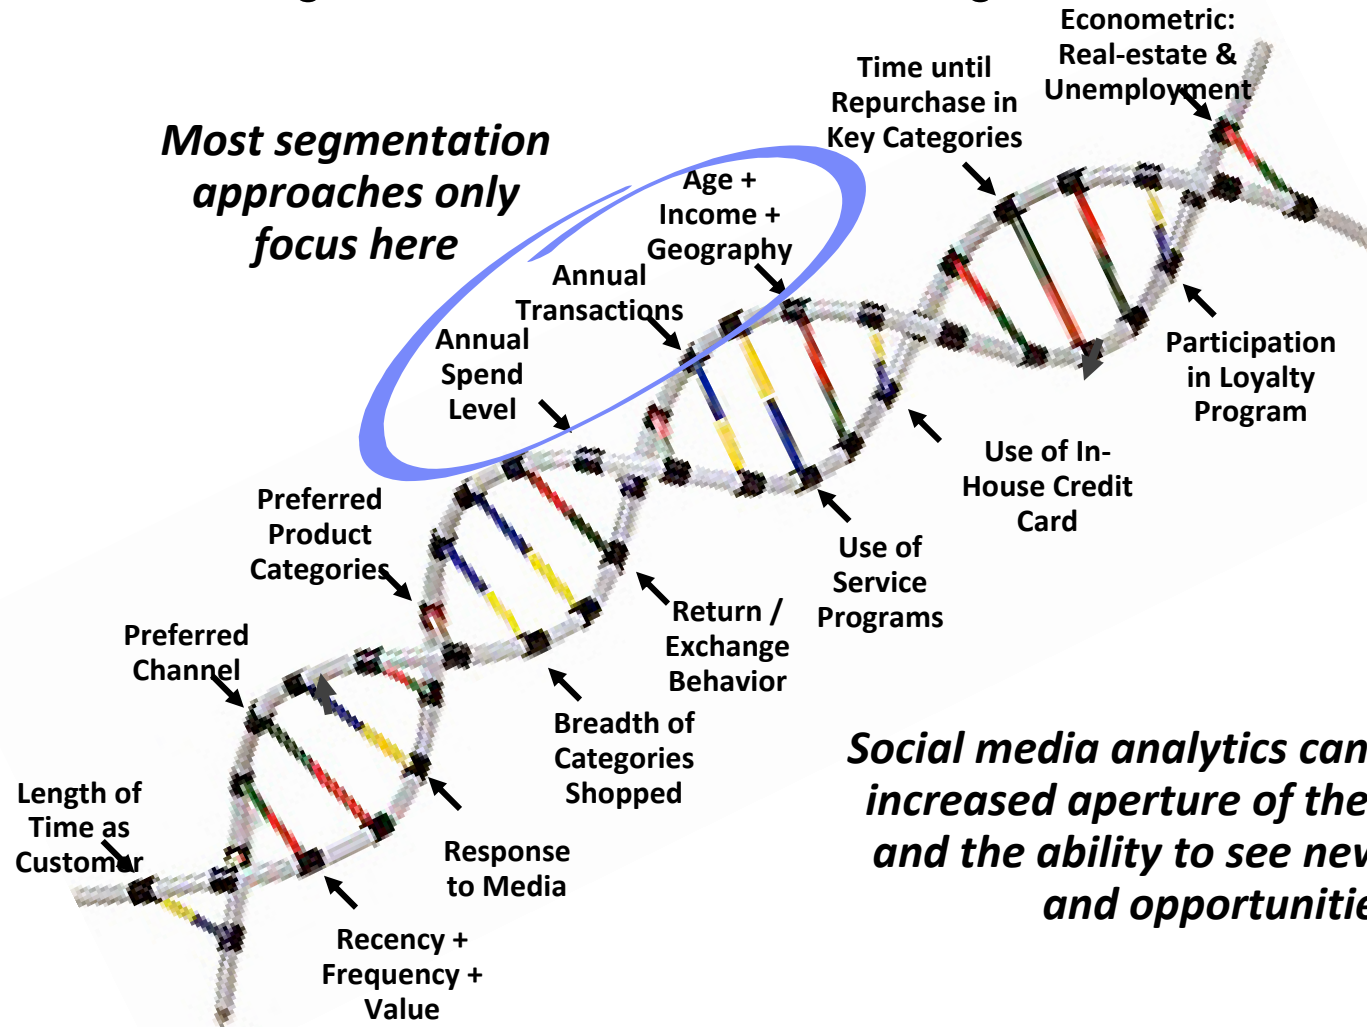 Econometric:
Real-estate &
Unemployment
Time until
Repurchase in
Key Categories
Most segmentation
approaches only
focus here
Age +
Income +
Geography
Annual
Transactions
Annual
Spend
Level
Participation
in Loyalty
Program
Use of In-
House Credit
Card
Preferred
Product
Categories
Use of
Service
Programs
Return /
Exchange
Behavior
Preferred
Channel
Breadth of
Categories
Shopped
Social media analytics can
increased aperture of the
and the ability to see
and
Length of
Time as
Customer
Response
to Media
Recency +
Frequency +
Value